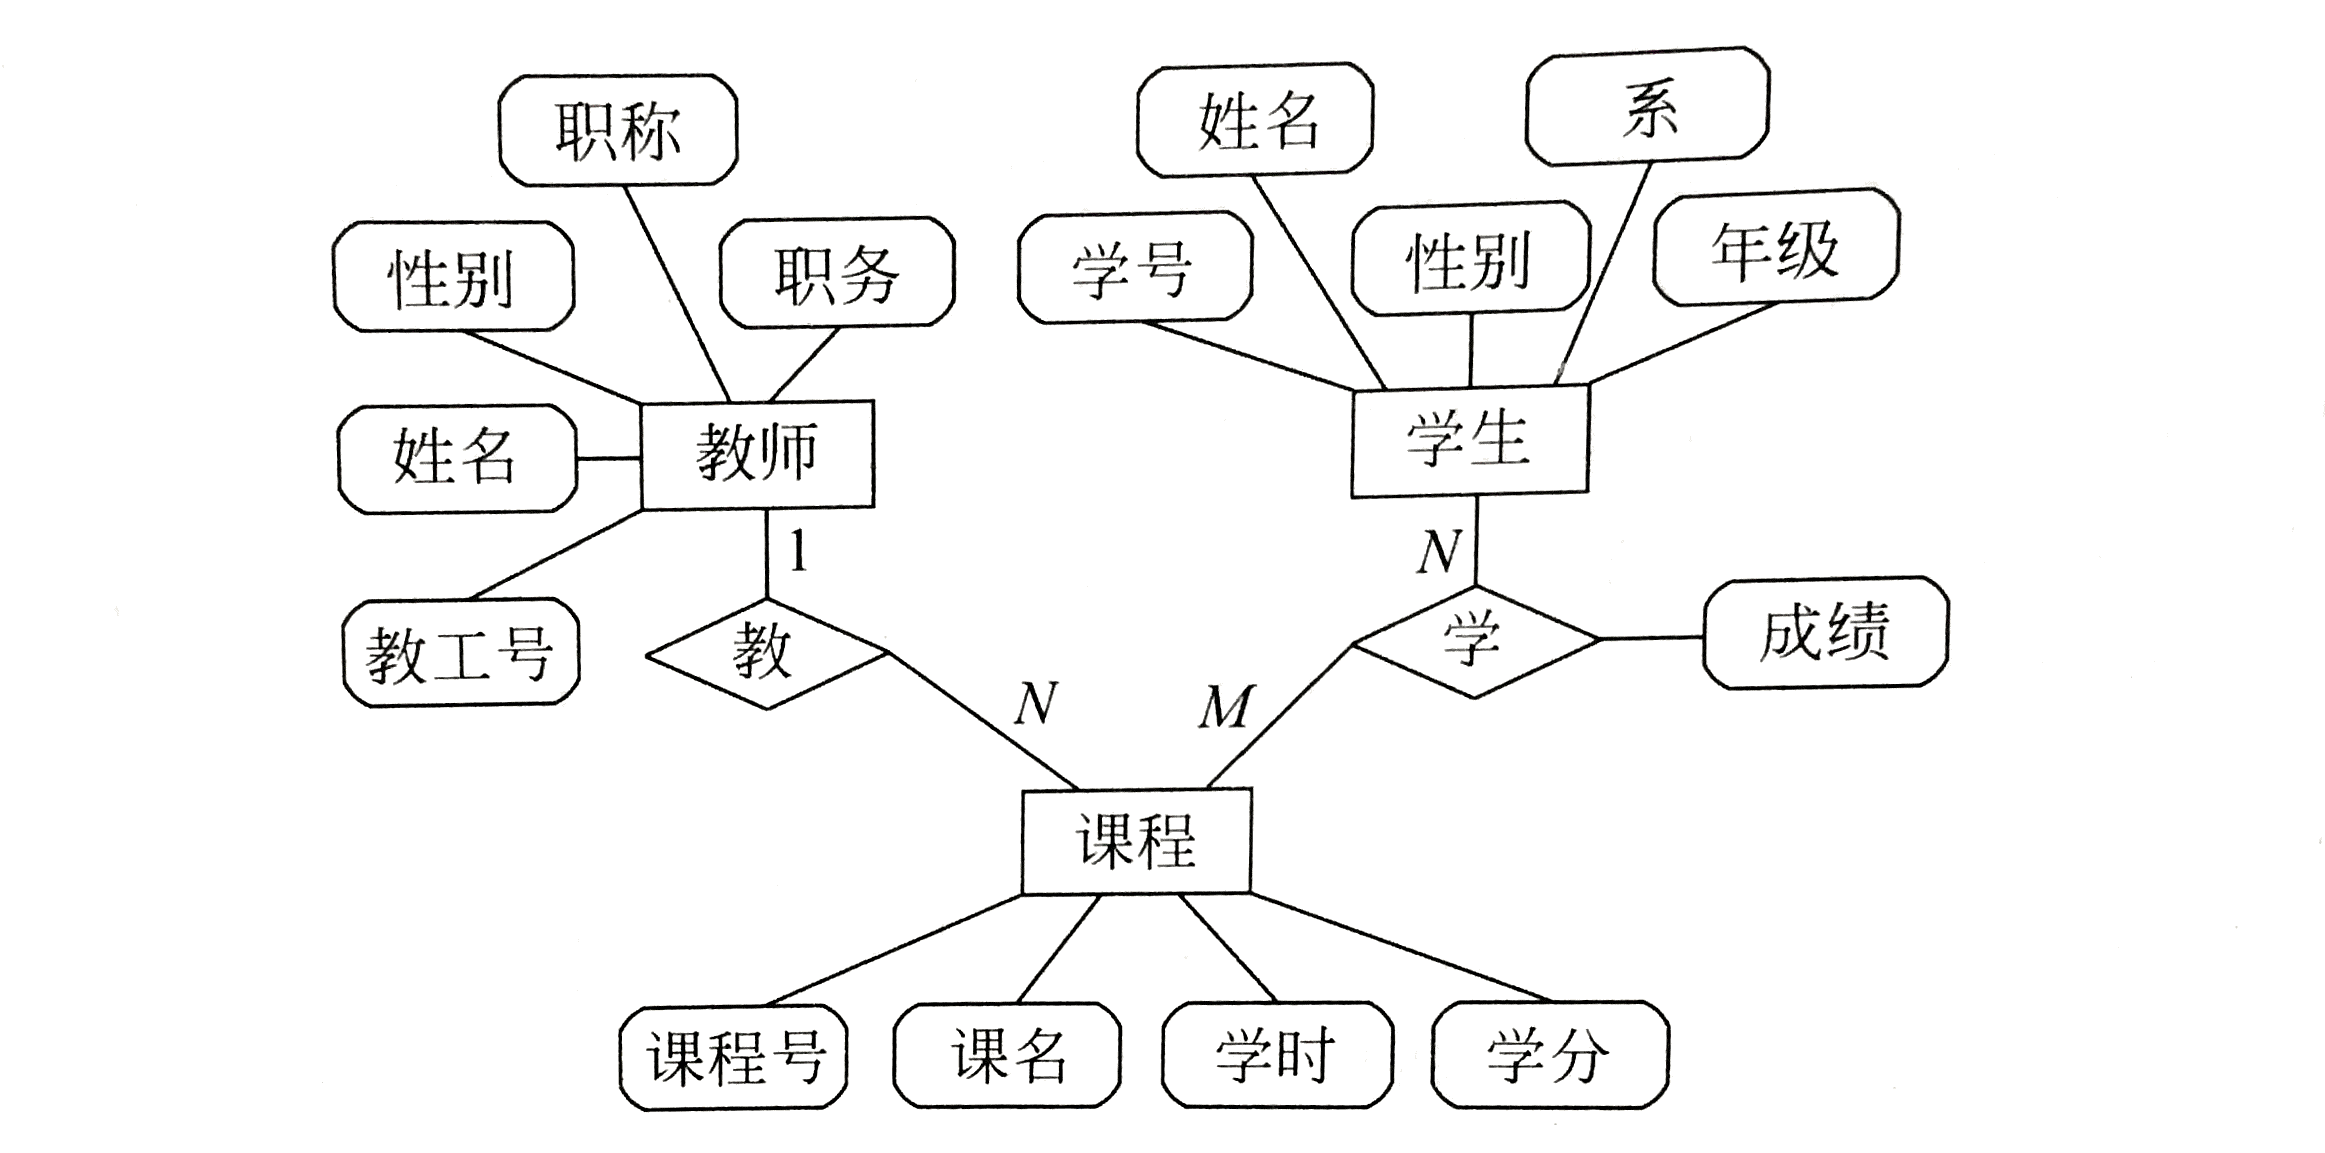 职称
姓名
系
性别
职务
学号
性别
年级
姓名
教师
学生
1
N
教工号
教
学
成绩
N
M
课程
课程号
课名
学时
学分